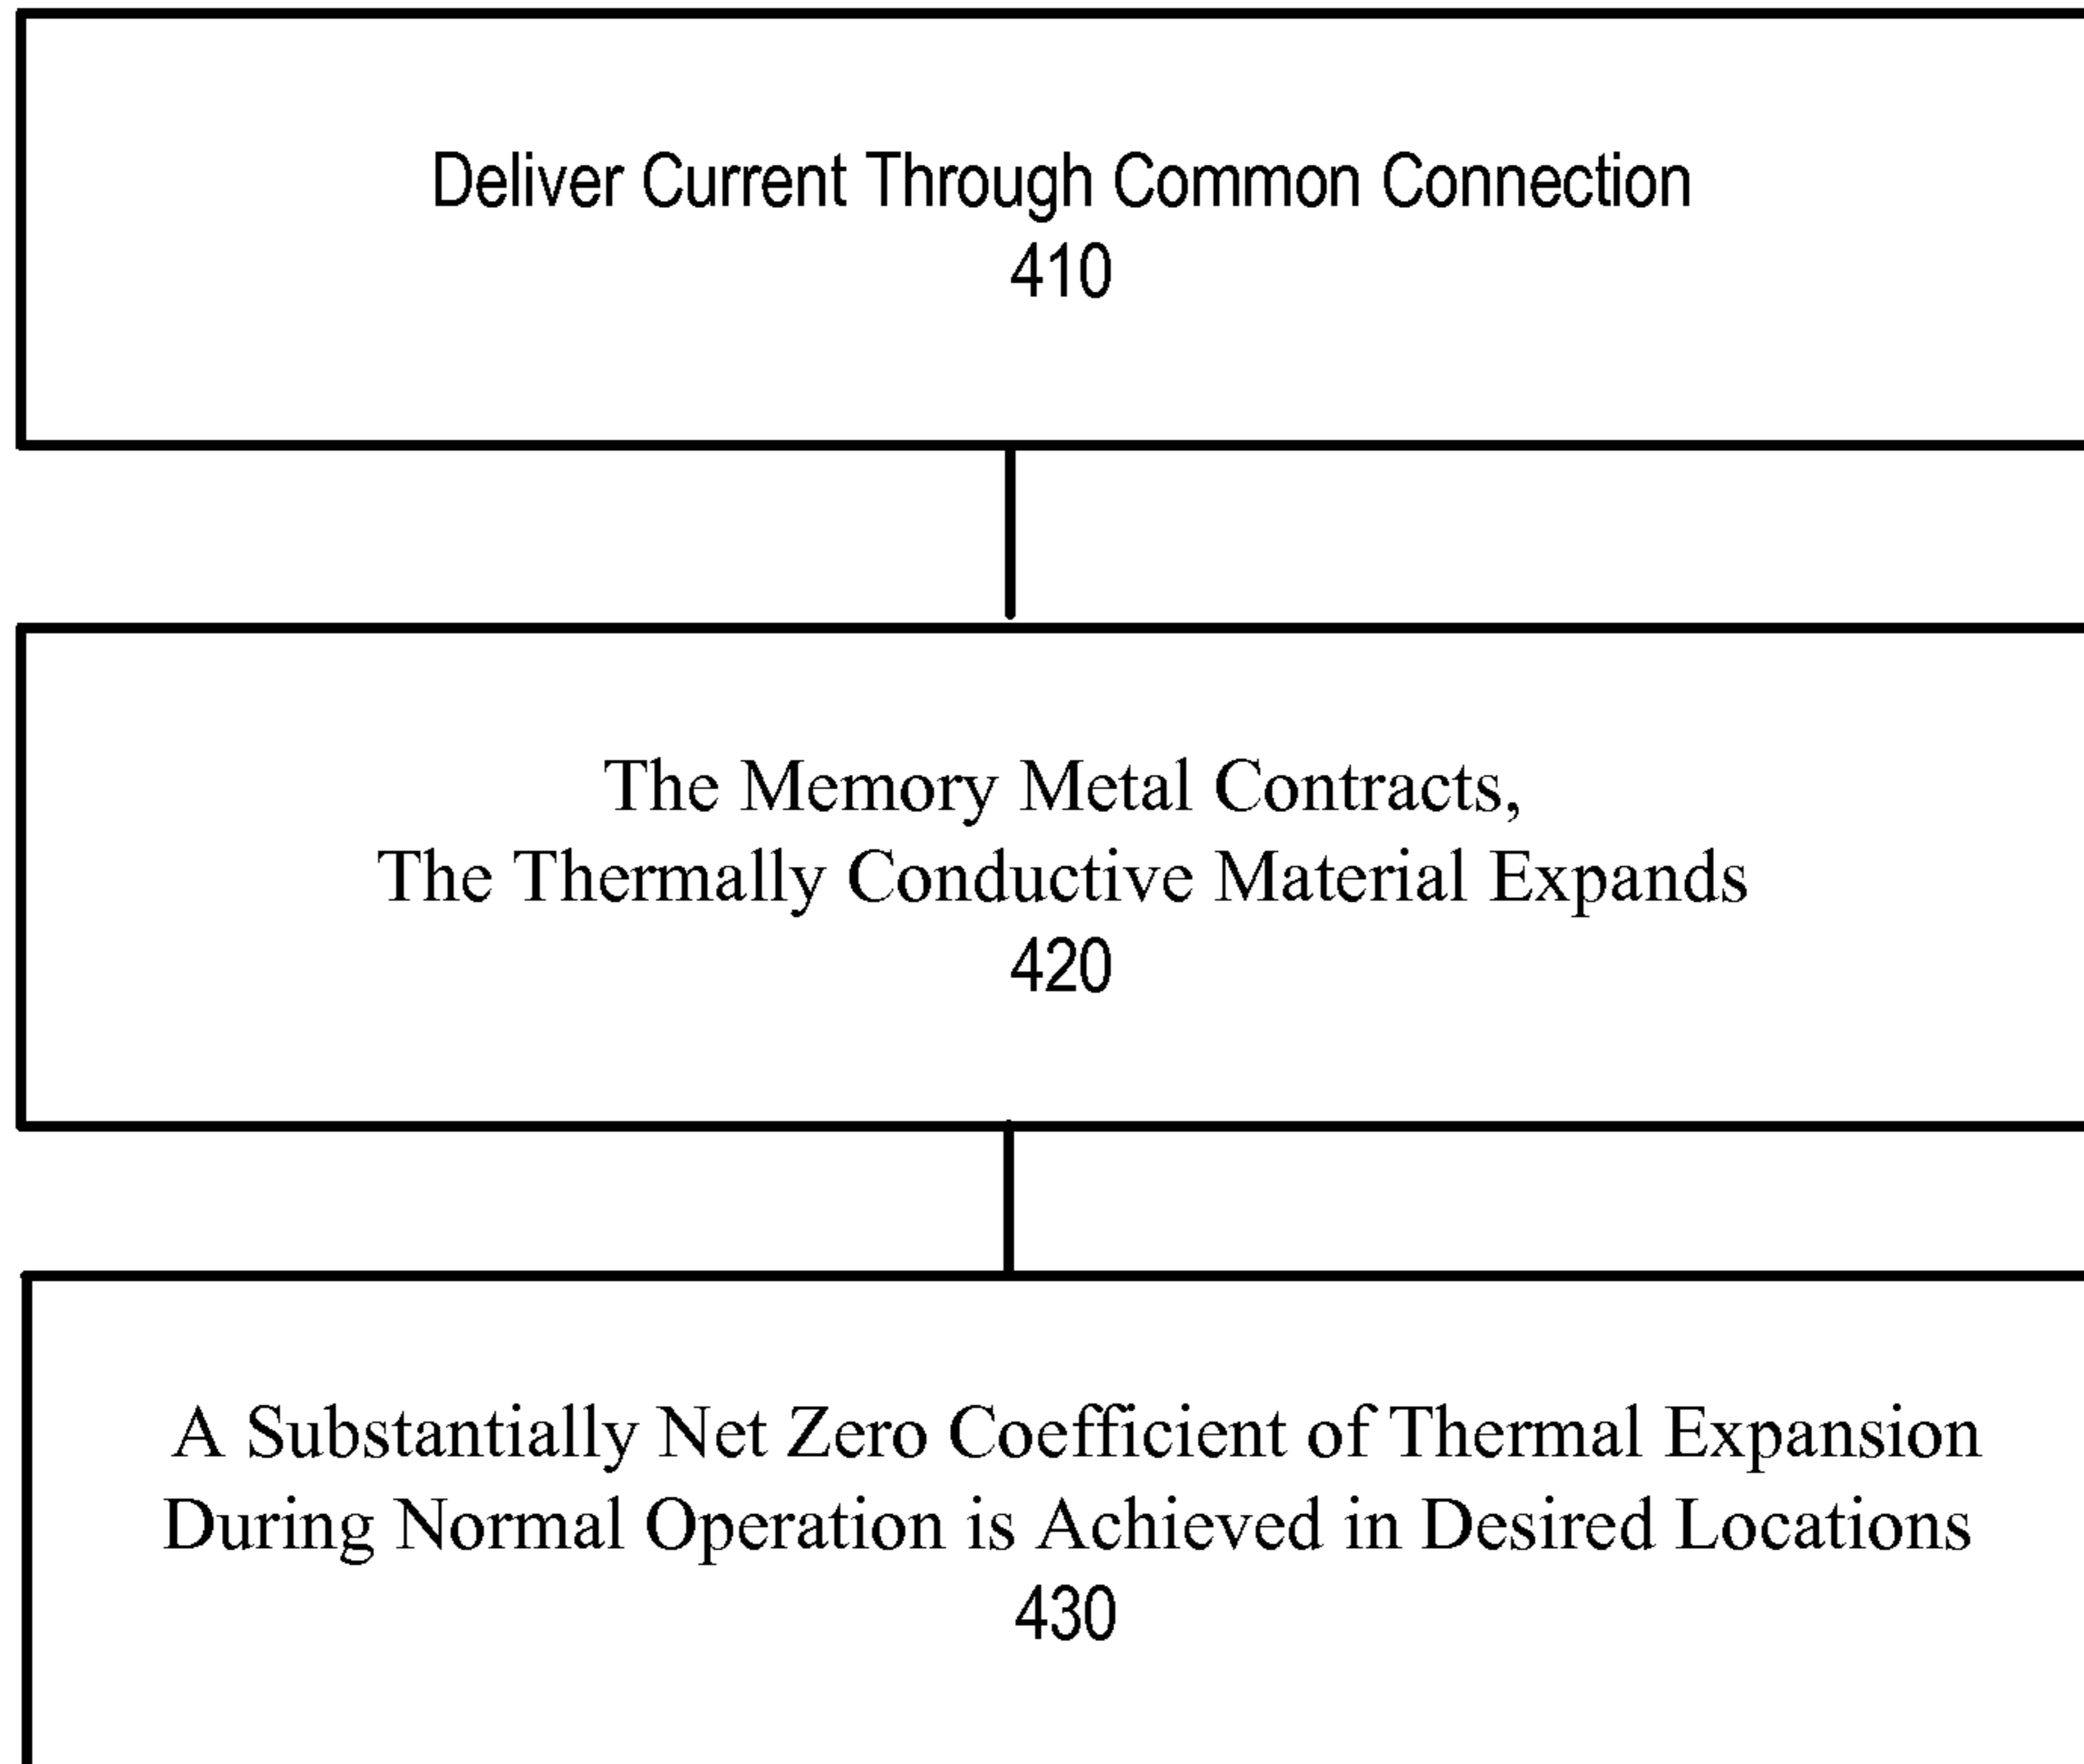 Deliver Current Through Common Connection
410
The Memory Metal Contracts,
The Thermally Conductive Material Expands
420
A Substantially Net Zero Coefficient of Thermal Expansion
During Normal Operation is Achieved in Desired Locations
430